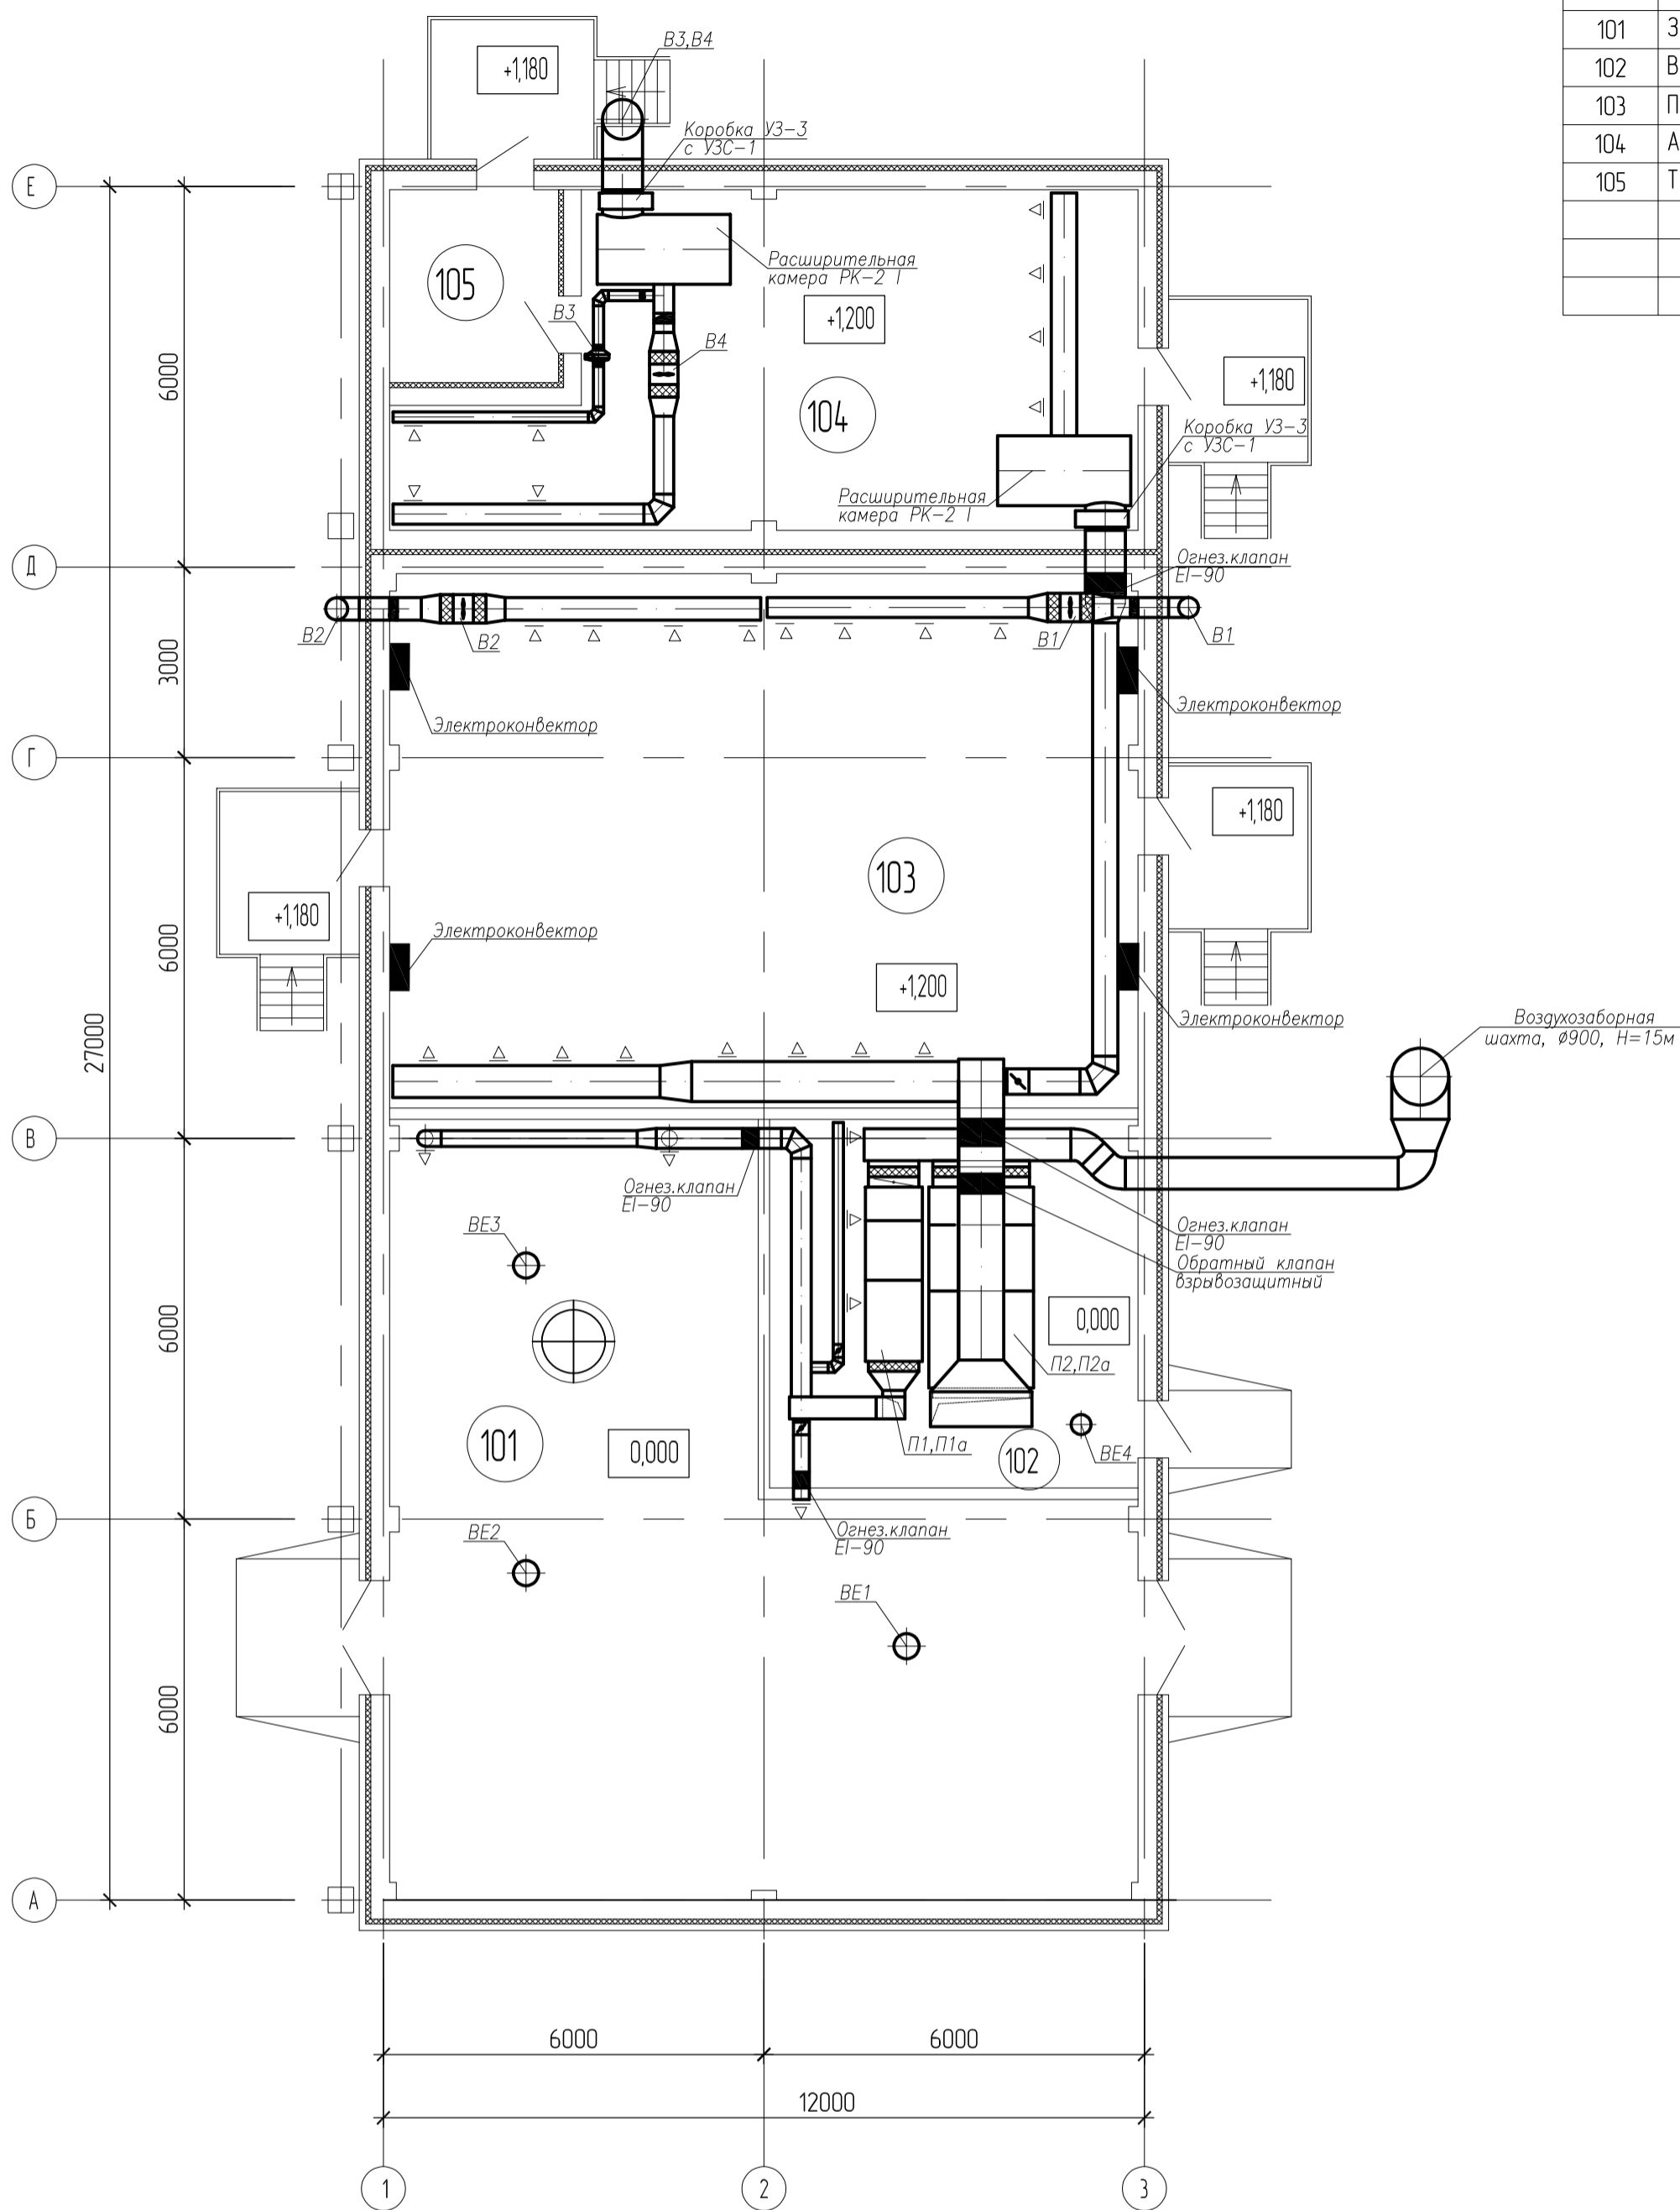 101 З
102 В
103 П
104 А
105 Т
+1,180
В3,В4
Коробка УЗ-3
с УЗС-1
Е
105
Расширительная
камера РК-2 I
В3
+1,200
В4
6000
104
+1,180
Коробка УЗ-3
с УЗС-1
Расширительная
камера РК-2 I
Д
Огнез.клапан
EI-90
В2
В2
В1
В1
3000
Электроконвектор
Электроконвектор
Г
+1,180
103
+1,180
6000
Электроконвектор
+1,200
Электроконвектор
27000
Воздухозаборная
шахта, ø900, Н=15м
В
Огнез.клапан
EI-90
ВЕ3
Огнез.клапан
EI-90
Обратный клапан
взрывозащитный
6000
0,000
П2,П2а
101
0,000
П1,П1а
102
ВЕ4
Б
ВЕ2
Огнез.клапан
EI-90
ВЕ1
6000
А
6000
6000
12000
1
2
3